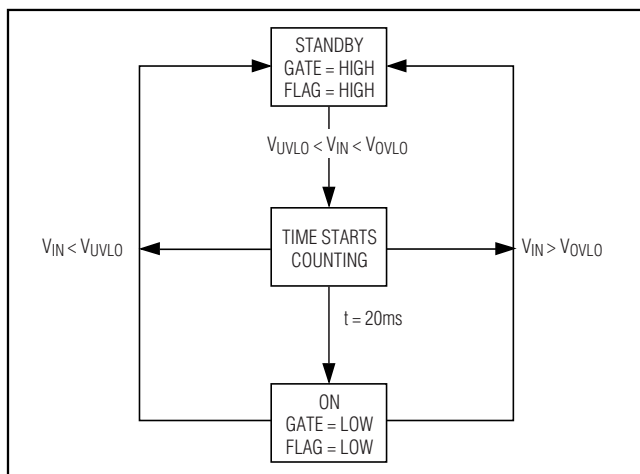 STANDBY
GATE = HIGH
FLAG = HIGH
VUVLO < VIN < VOVLO
VIN < VUVLO
TIME STARTS
COUNTING
VIN > VOVLO
t = 20ms
ON
GATE = LOW
FLAG = LOW